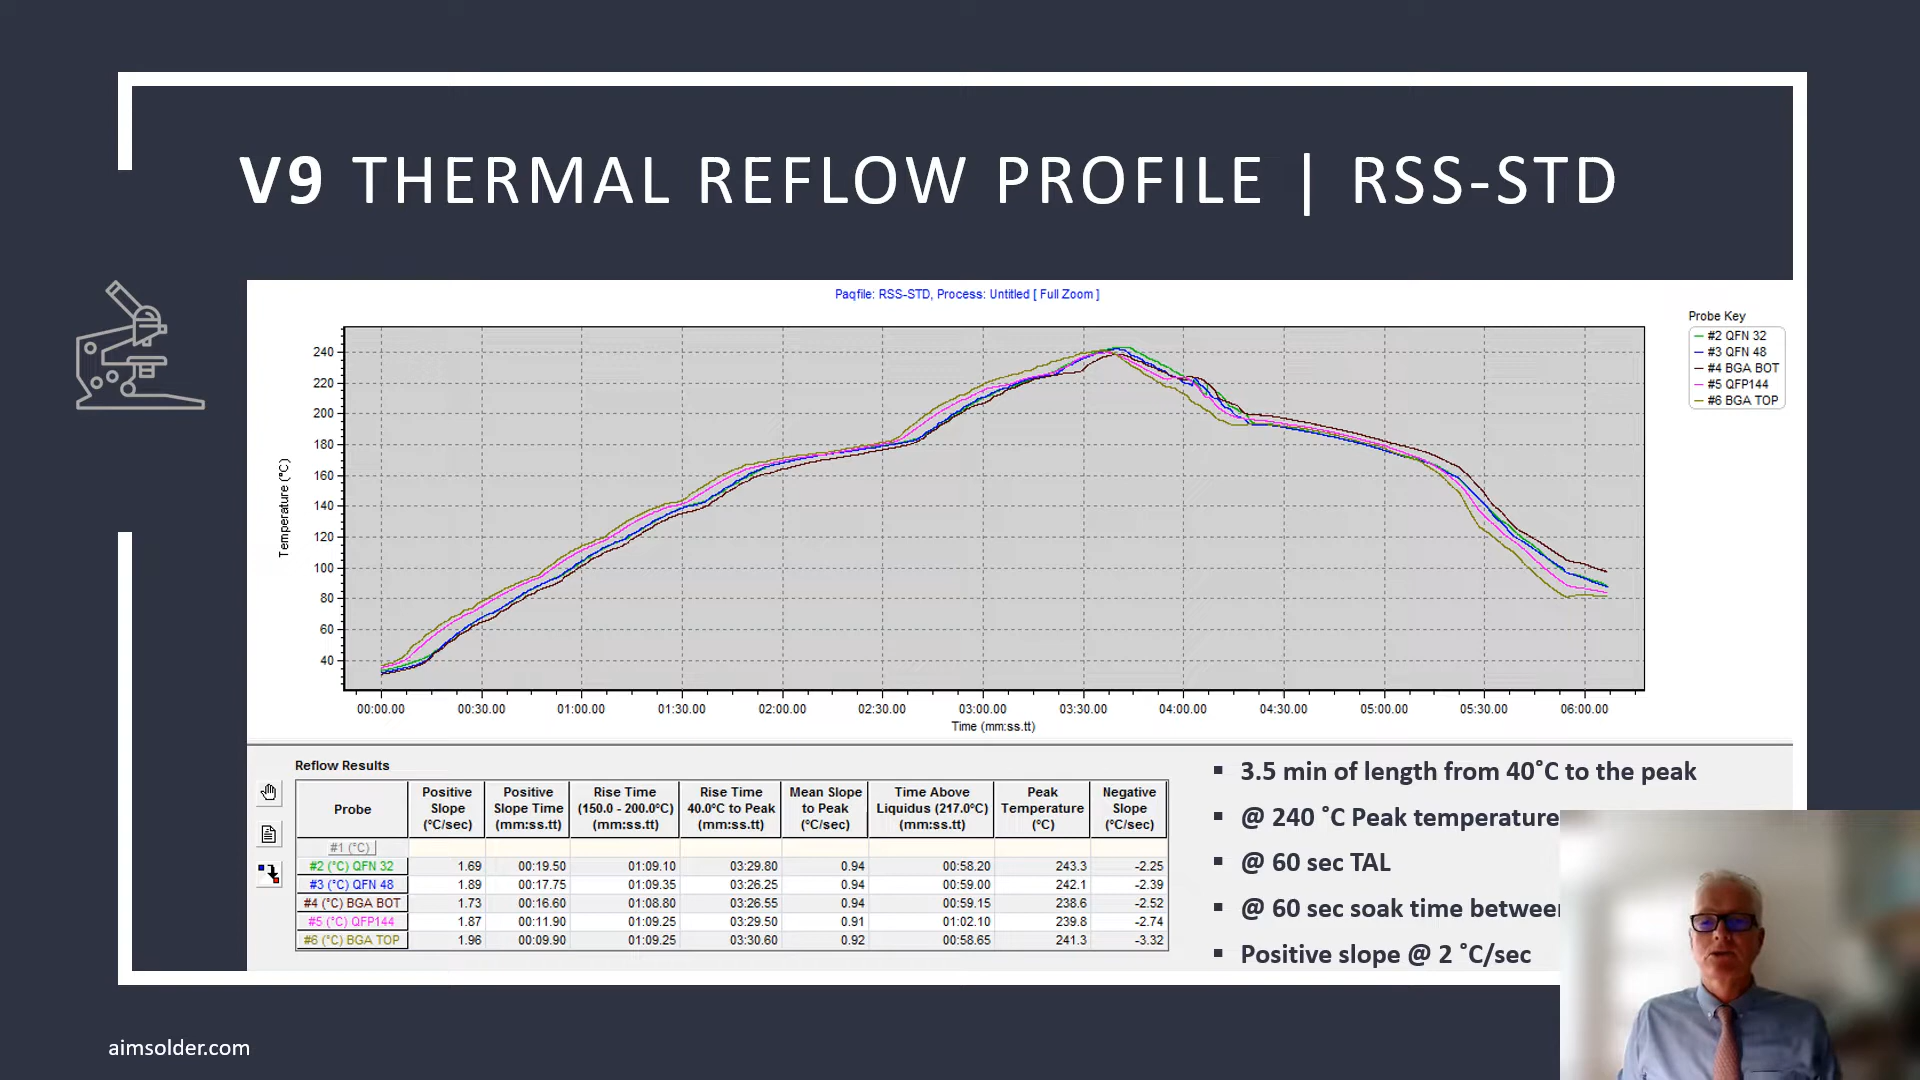 V9 THERMAL REFLOW PROFILE | RSS-STD
Paqfile: RSS-STD, Process: Untitled [ Full Zoom ]
Probe Key
#2 QFN 32
#3 QFN 48
#4 BGA BOT
#5 QFP144
#6 BGA TOP
Temperature (°C)
240
220
200
180
160
140
120
100
80
60
40
00:00.00 00:30.00 01:00.00 01:30.00 02:00.00 02:30.00 03:00.00 03:30.00 04:00.00 04:30.00 05:00.00 05:30.00 06:00.00
Time (mm:ss.tt)
Reflow Results
Probe Positive Slope (°C/sec) Positive Slope Time (mm:ss.tt) Rise Time (150.0 - 200.0°C) (mm:ss.tt) Rise Time 40.0°C to Peak (mm:ss.tt) Mean Slope to Peak (°C/sec) Time Above Liquidus (217.0°C) (mm:ss.tt) Peak Temperature (°C) Negative Slope (°C/sec)
#1 (°C)
#2 (°C) QFN 32 1.69 00:19.50 01:09.10 03:29.80 0.94 00:58.20 243.3 -2.25
#3 (°C) QFN 48 1.89 00:17.75 01:09.35 03:26.25 0.94 00:59.00 242.1 -2.39
#4 (°C) BGA BOT 1.73 00:16.60 01:08.80 03:26.55 0.94 00:59.15 238.6 -2.52
#5 (°C) QFP144 1.87 00:11.90 01:09.25 03:29.50 0.91 01:02.10 239.8 -2.74
#6 (°C) BGA TOP 1.96 00:09.90 01:09.25 03:30.60 0.92 00:58.65 241.3 -3.32
▪ 3.5 min of length from 40˚C to the peak
▪ @ 240 ˚C Peak temperature
▪ @ 60 sec TAL
▪ @ 60 sec soak time between
▪ Positive slope @ 2 ˚C/sec
aimsolder.com